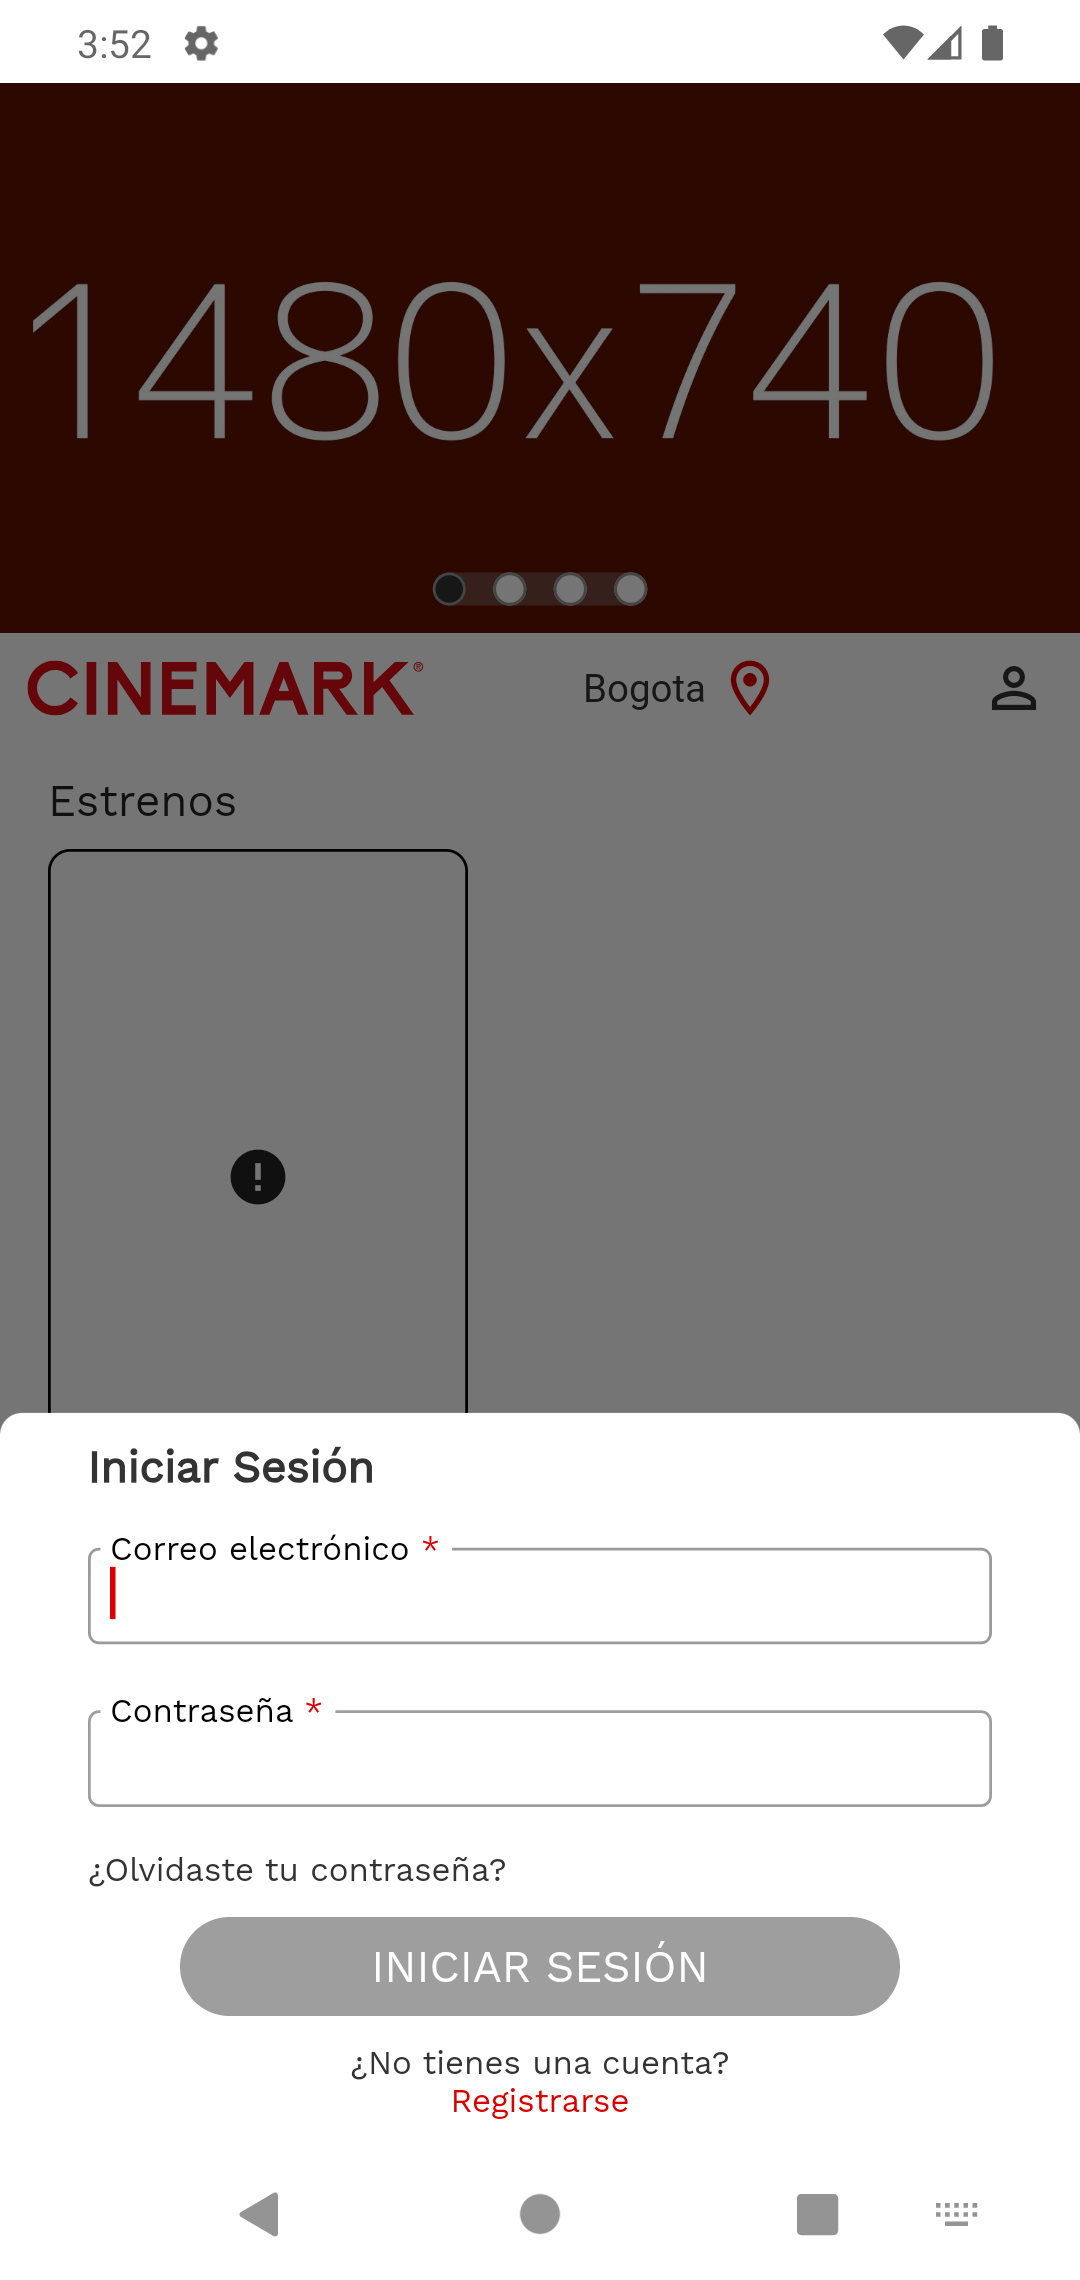 3:52
1480x740
CINEMARK®
Bogota
Estrenos
Iniciar Sesión
Correo electrónico *
Contraseña *
¿Olvidaste tu contraseña?
INICIAR SESIÓN
¿No tienes una cuenta?
Registrarse